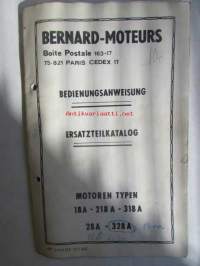 BERNARD-MOTEURS
Boite Postale 163-17
75-821 PARIS CEDEX 17
BEDIENUNGSANWEISUNG
ERSATZTEILKATALOG
MOTOREN TYPEN
18A - 218A - 318A
28A - 328A